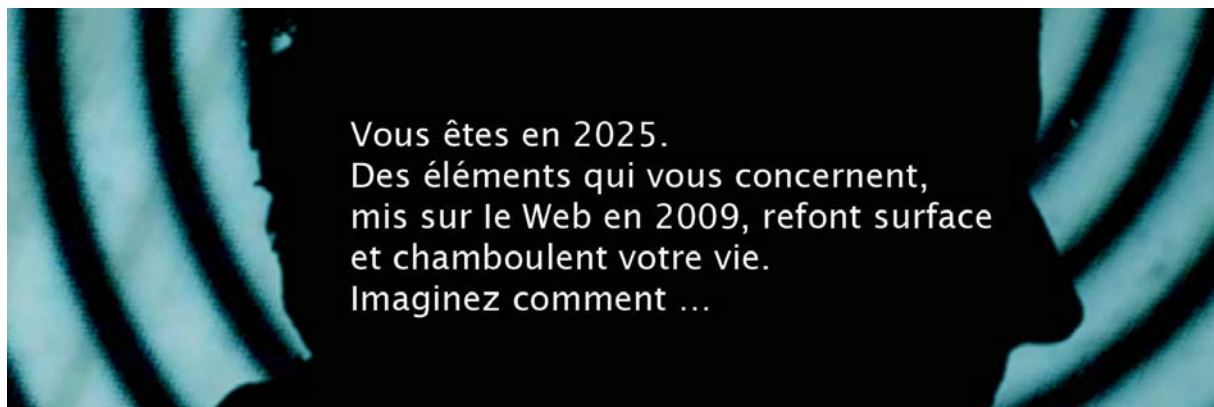 Vous êtes en 2025.
Des éléments qui vous concernent,
mis sur le Web en 2009, refont surface
et chamboulent votre vie.
Imaginez comment ...